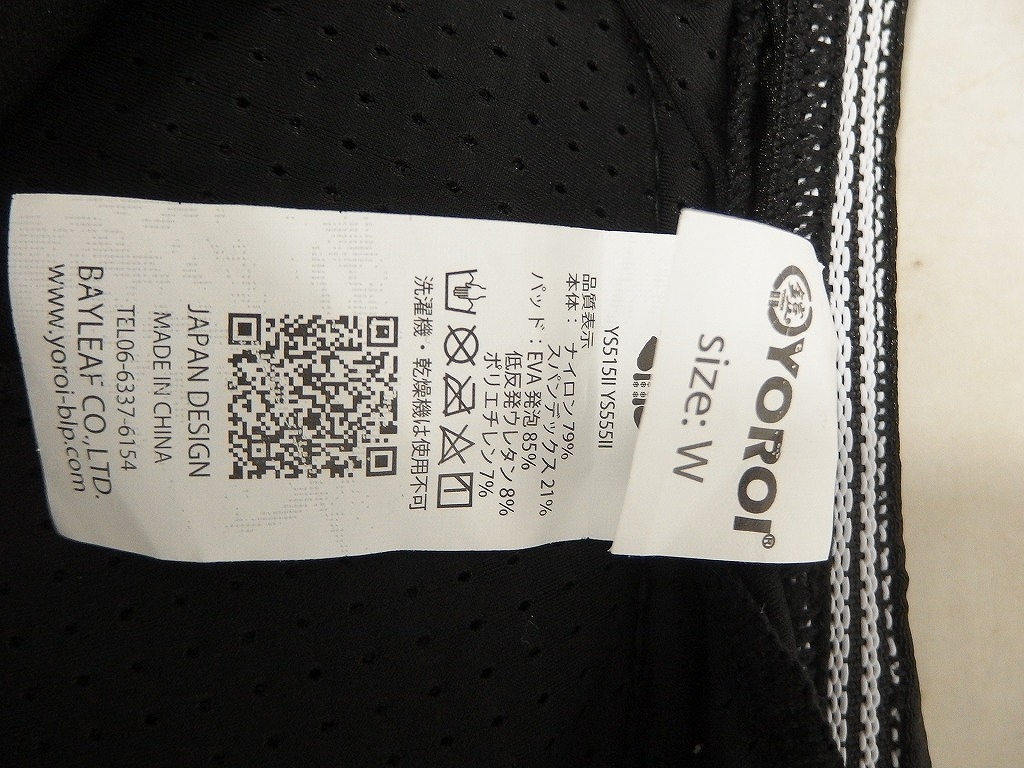 鎧
YOROI®
size: W
YS515II YS555II
品質表示
本体： ナイロン 79%
スパンデックス 21%
パッド：EVA 発泡 85%
低反発ウレタン 8%
ポリエチレン 7%
洗濯機・乾燥機は使用不可
JAPAN DESIGN
MADE IN CHINA
TEL06-6337-6154
BAYLEAF CO.,LTD.
www.yoroi-blp.com